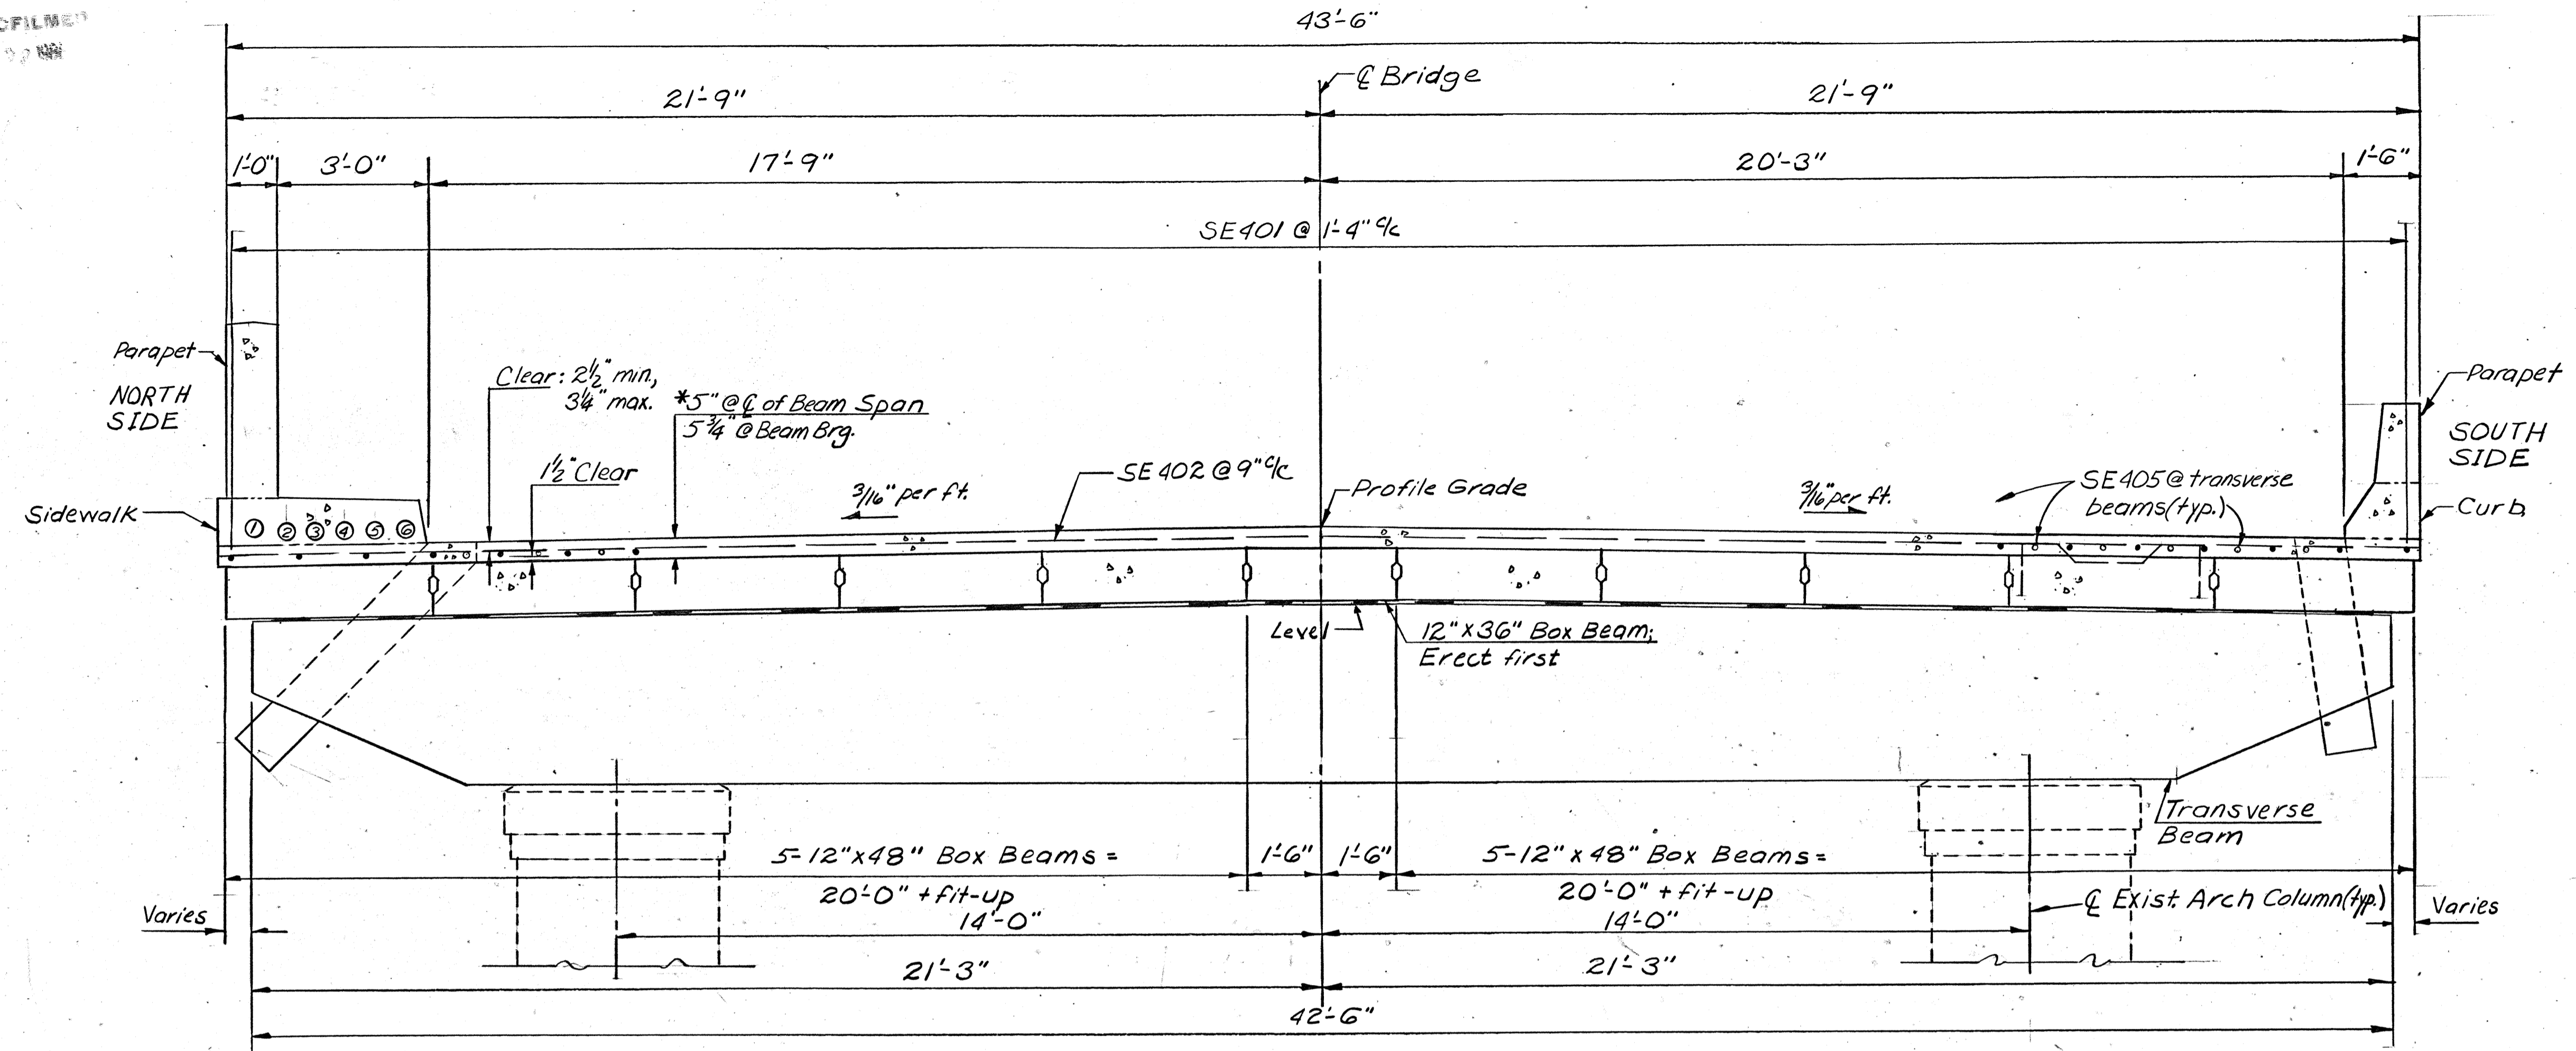 43'-6"
℄ Bridge
21'-9"
21'-9"
1'-0"
3'-0"
17'-9"
20'-3"
1'-6"
SE401 @ 1'-4" c/c
Parapet
NORTH
SIDE
Clear: 2½" min,
3¼" max.
*5" @ ℄ of Beam Span
5¾" @ Beam Brg.
Parapet
SOUTH
SIDE
1½" Clear
SE402 @ 9" c/c
3/16" per ft.
Profile Grade
3/16" per ft.
SE405 @ transverse
beams (typ.)
Sidewalk
① ② ③ ④ ⑤ ⑥
Curb
Level
12" X 36" Box Beam;
Erect first
Transverse
Beam
5-12"x48" Box Beams =
20'-0" + fit-up
1'-6"
1'-6"
5-12"x48" Box Beams =
20'-0" + fit-up
Varies
14'-0"
14'-0"
℄ Exist. Arch Column (typ.)
Varies
21'-3"
21'-3"
42'-6"